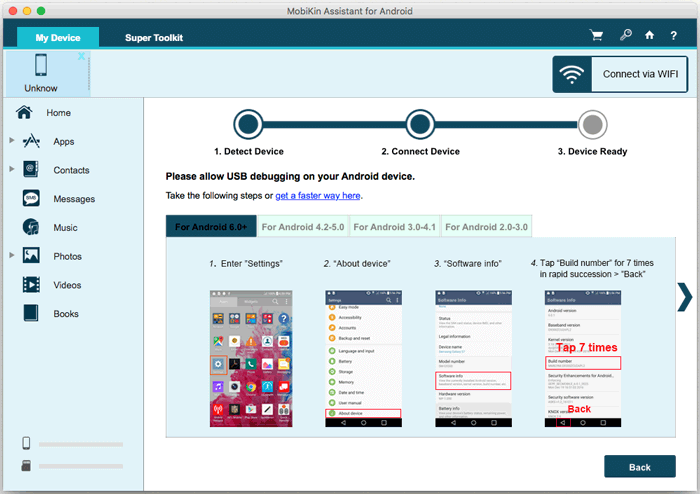 MobiKin Assistant for Android
My Device
Super Toolkit
?
Unknow
x
Connect via WIFI
Home
Apps
Contacts
Messages
Music
Photos
Videos
Books
1. Detect Device
2. Connect Device
3. Device Ready
Please allow USB debugging on your Android device.
Take the following steps or get a faster way here.
For Android 6.0+
For Android 4.2-5.0
For Android 3.0-4.1
For Android 2.0-3.0
1. Enter "Settings"
2. "About device"
Settings
Easy mode
Accessibility
Accounts
Backup and reset
Language and input
Battery
Storage
Memory
Date and time
User manual
About device
3. "Software info"
Software info
Status
Legal information
Device name
Model number
Software info
Hardware version
Battery info
4. Tap "Build number" for 7 times
in rapid succession > "Back"
Software info
Android version
Baseband version
Kernel version
Tap 7 times
Build number
Security Enhancements for Android...
Security software version
Back
KNOX version
Back